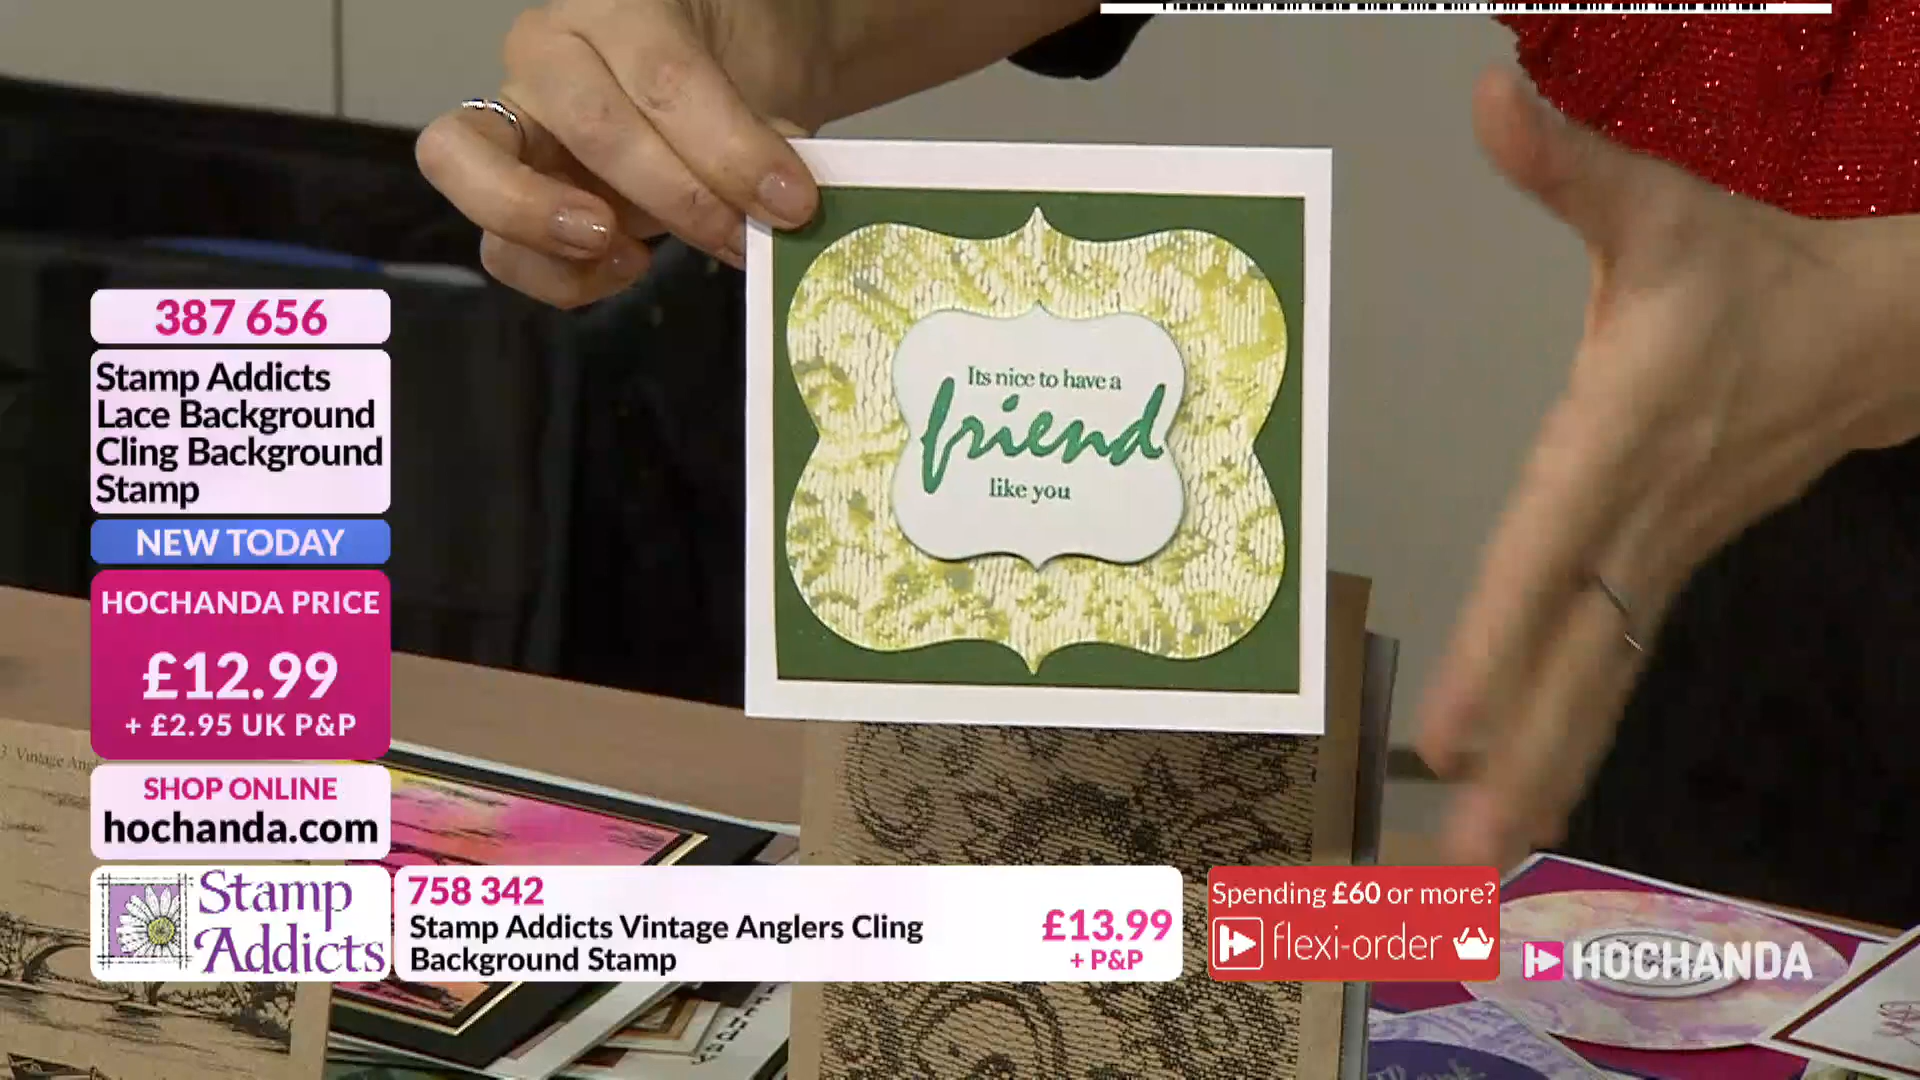 387 656
Stamp Addicts
Lace Background
Cling Background
Stamp
NEW TODAY
HOCHANDA PRICE
£12.99
+ £2.95 UK P&P
SHOP ONLINE
hochanda.com
Stamp
Addicts
758 342
Stamp Addicts Vintage Anglers Cling
Background Stamp
£13.99
+ P&P
Spending £60 or more?
flexi-order
HOCHANDA
Its nice to have a
friend
like you
3 Vintage